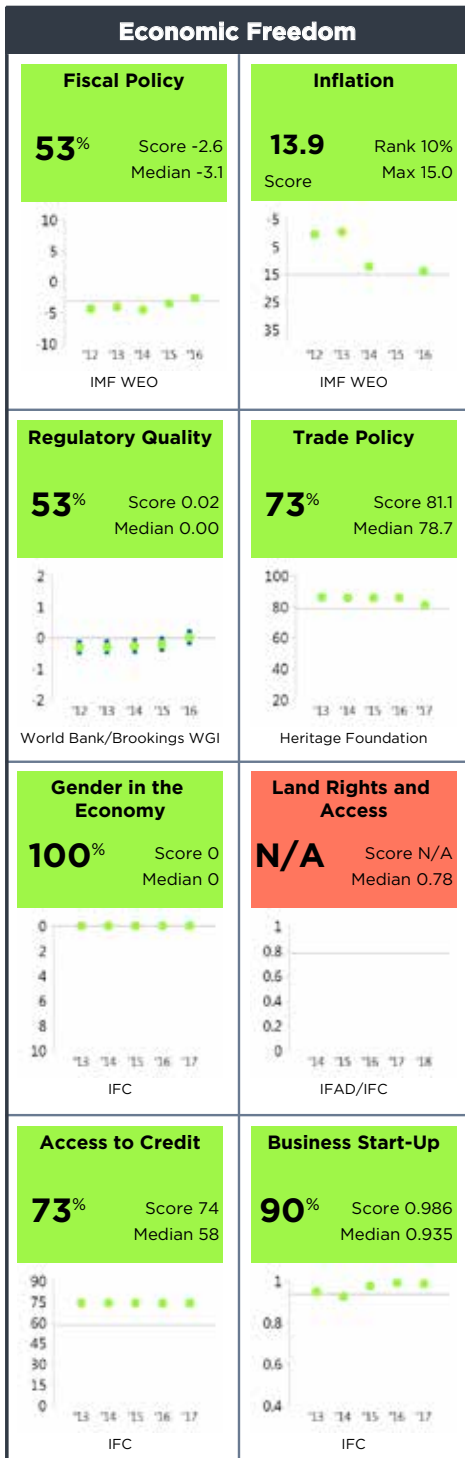 Economic Freedom
Fiscal Policy
53%
Score -2.6
Median -3.1
10
5
0
-5
-10
'12 '13 '14 '15 '16
IMF WEO
Inflation
13.9
Score
Rank 10%
Max 15.0
-5
5
15
25
35
'12 '13 '14 '16
IMF WEO
Regulatory Quality
53%
Score 0.02
Median 0.00
2
1
0
-1
-2
'12 '13 '14 '15 '16
World Bank/Brookings WGI
Trade Policy
73%
Score 81.1
Median 78.7
100
80
60
40
20
'13 '14 '15 '16 '17
Heritage Foundation
Gender in the
Economy
100%
Score 0
Median 0
0
2
4
6
8
10
'13 '14 '15 '16 '17
IFC
Land Rights and
Access
N/A
Score N/A
Median 0.78
1
0.8
0.6
0.4
0.2
0
'14 '15 '16 '17 '18
IFAD/IFC
Access to Credit
73%
Score 74
Median 58
90
75
60
45
30
15
0
'13 '14 '15 '16 '17
IFC
Business Start-Up
90%
Score 0.986
Median 0.935
1
0.8
0.6
0.4
'13 '14 '15 '16 '17
IFC